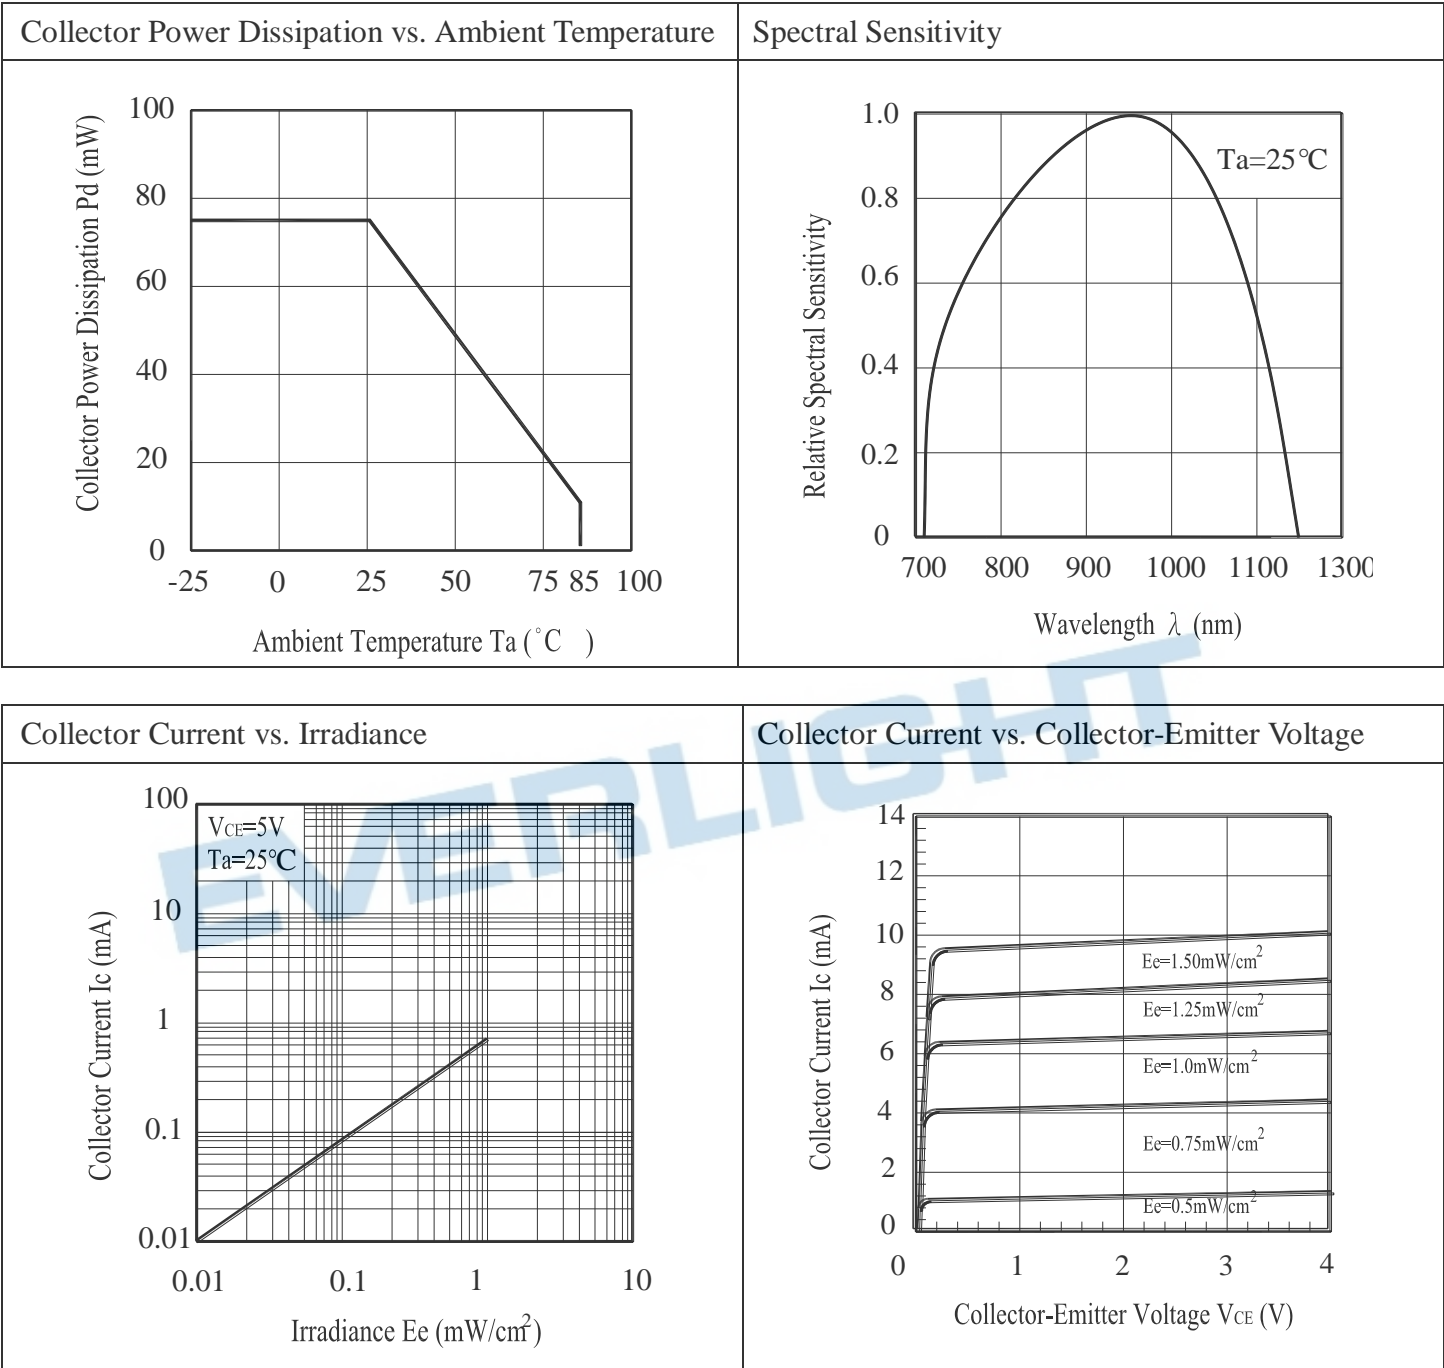 Collector Power Dissipation vs. Ambient Temperature
Collector Power Dissipation Pd (mW)
100
80
60
40
20
0
-25 0 25 50 75 85 100
Ambient Temperature Ta (°C )
Spectral Sensitivity
Relative Spectral Sensitivity
1.0
0.8
0.6
0.4
0.2
0
Ta=25℃
700 800 900 1000 1100 1300
Wavelength λ (nm)
EVERLIGHT
Collector Current vs. Irradiance
Collector Current Ic (mA)
100
10
1
0.1
0.01
VCE=5V
Ta=25℃
0.01 0.1 1 10
Irradiance Ee (mW/cm²)
Collector Current vs. Collector-Emitter Voltage
Collector Current Ic (mA)
14
12
10
8
6
4
2
0
Ee=1.50mW/cm²
Ee=1.25mW/cm²
Ee=1.0mW/cm²
Ee=0.75mW/cm²
Ee=0.5mW/cm²
0 1 2 3 4
Collector-Emitter Voltage VCE (V)